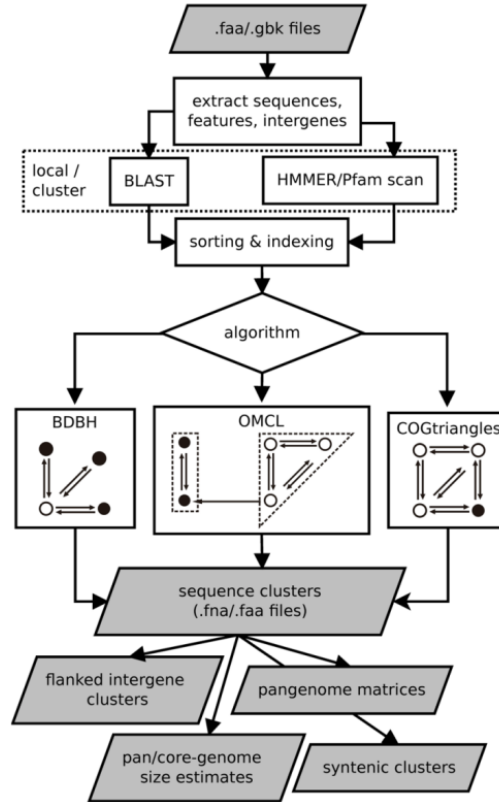 .faa/.gbk files
extract sequences,
features, intergenes
local /
cluster
BLAST
HMMER/Pfam scan
sorting & indexing
algorithm
BDBH
OMCL
COGtriangles
sequence clusters
(.fna/.faa files)
flanked intergene
clusters
pangenome matrices
pan/core-genome
size estimates
syntenic clusters